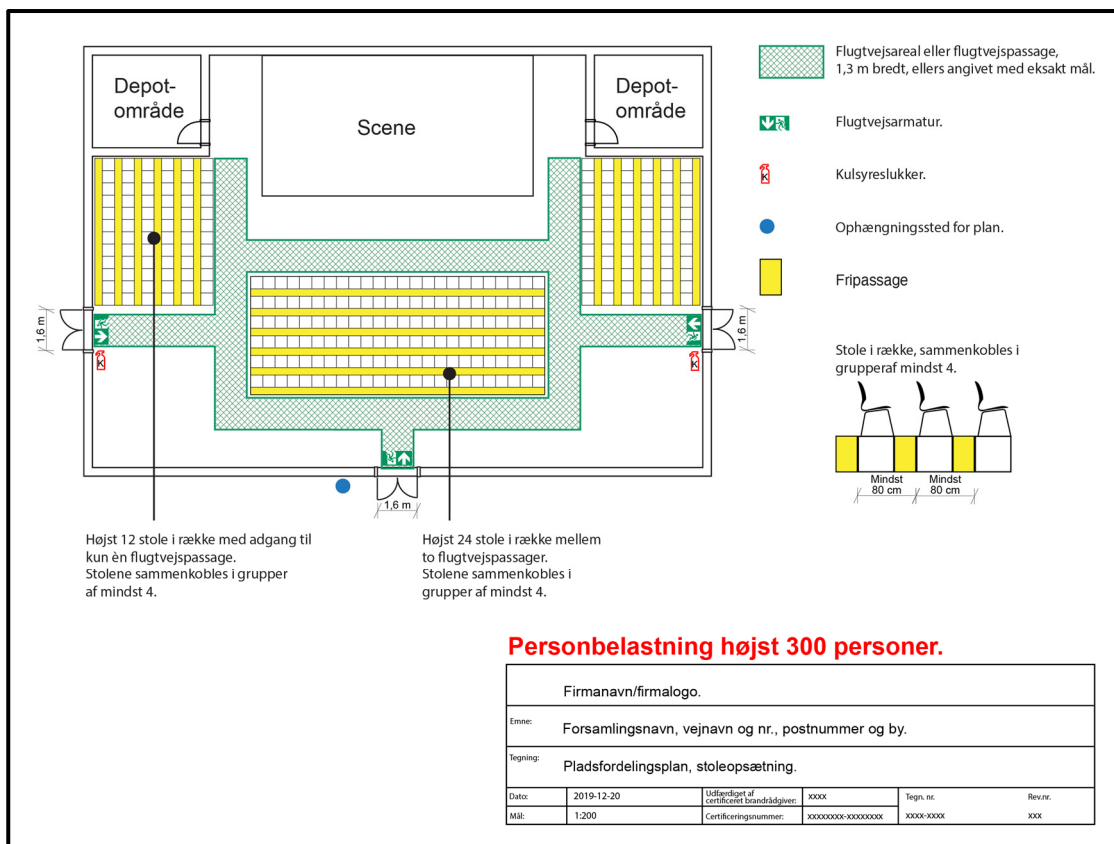 Depot-
område
Scene
Depot-
område
1,6 m
K
K
1,6 m
1,6 m
Højst 12 stole i række med adgang til
kun èn flugtvejspassage.
Stolene sammenkobles i grupper
af mindst 4.
Højst 24 stole i række mellem
to flugtvejspassager.
Stolene sammenkobles i
grupper af mindst 4.
Flugtvejsareal eller flugtvejspassage,
1,3 m bredt, ellers angivet med eksakt mål.
Flugtvejsarmatur.
K
Kulsyreslukker.
Ophængningssted for plan.
Fripassage
Stole i række, sammenkobles i
grupperaf mindst 4.
Mindst
80 cm
Mindst
80 cm
Personbelastning højst 300 personer.
Firmanavn/firmalogo.
Emne:
Forsamlingsnavn, vejnavn og nr., postnummer og by.
Tegning:
Pladsfordelingsplan, stoleopsætning.
Dato:
2019-12-20
Udfærdiget af
certificeret brandrådgiver:
xxxx
Tegn. nr.
Rev.nr.
Mål:
1:200
Certificeringsnummer:
xxxxxxxx-xxxxxxxx
xxxx-xxxx
xxx